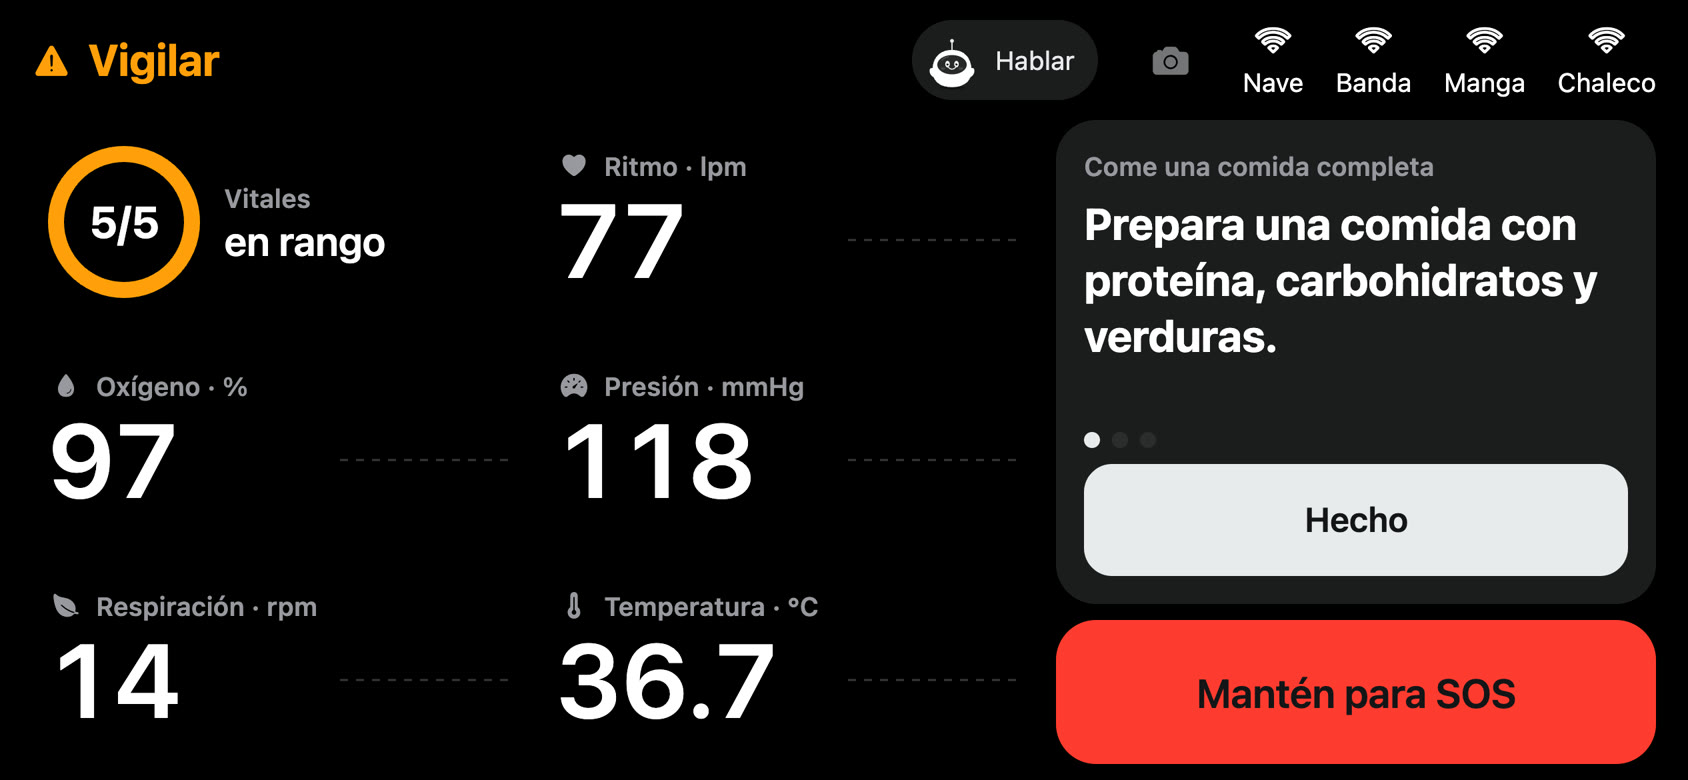 Vigilar
Hablar
Nave
Banda
Manga
Chaleco
5/5
Vitales
en rango
Ritmo · lpm
77
Oxígeno · %
97
Presión · mmHg
118
Respiración · rpm
14
Temperatura · °C
36.7
Come una comida completa
Prepara una comida con
proteína, carbohidratos y
verduras.
Hecho
Mantén para SOS